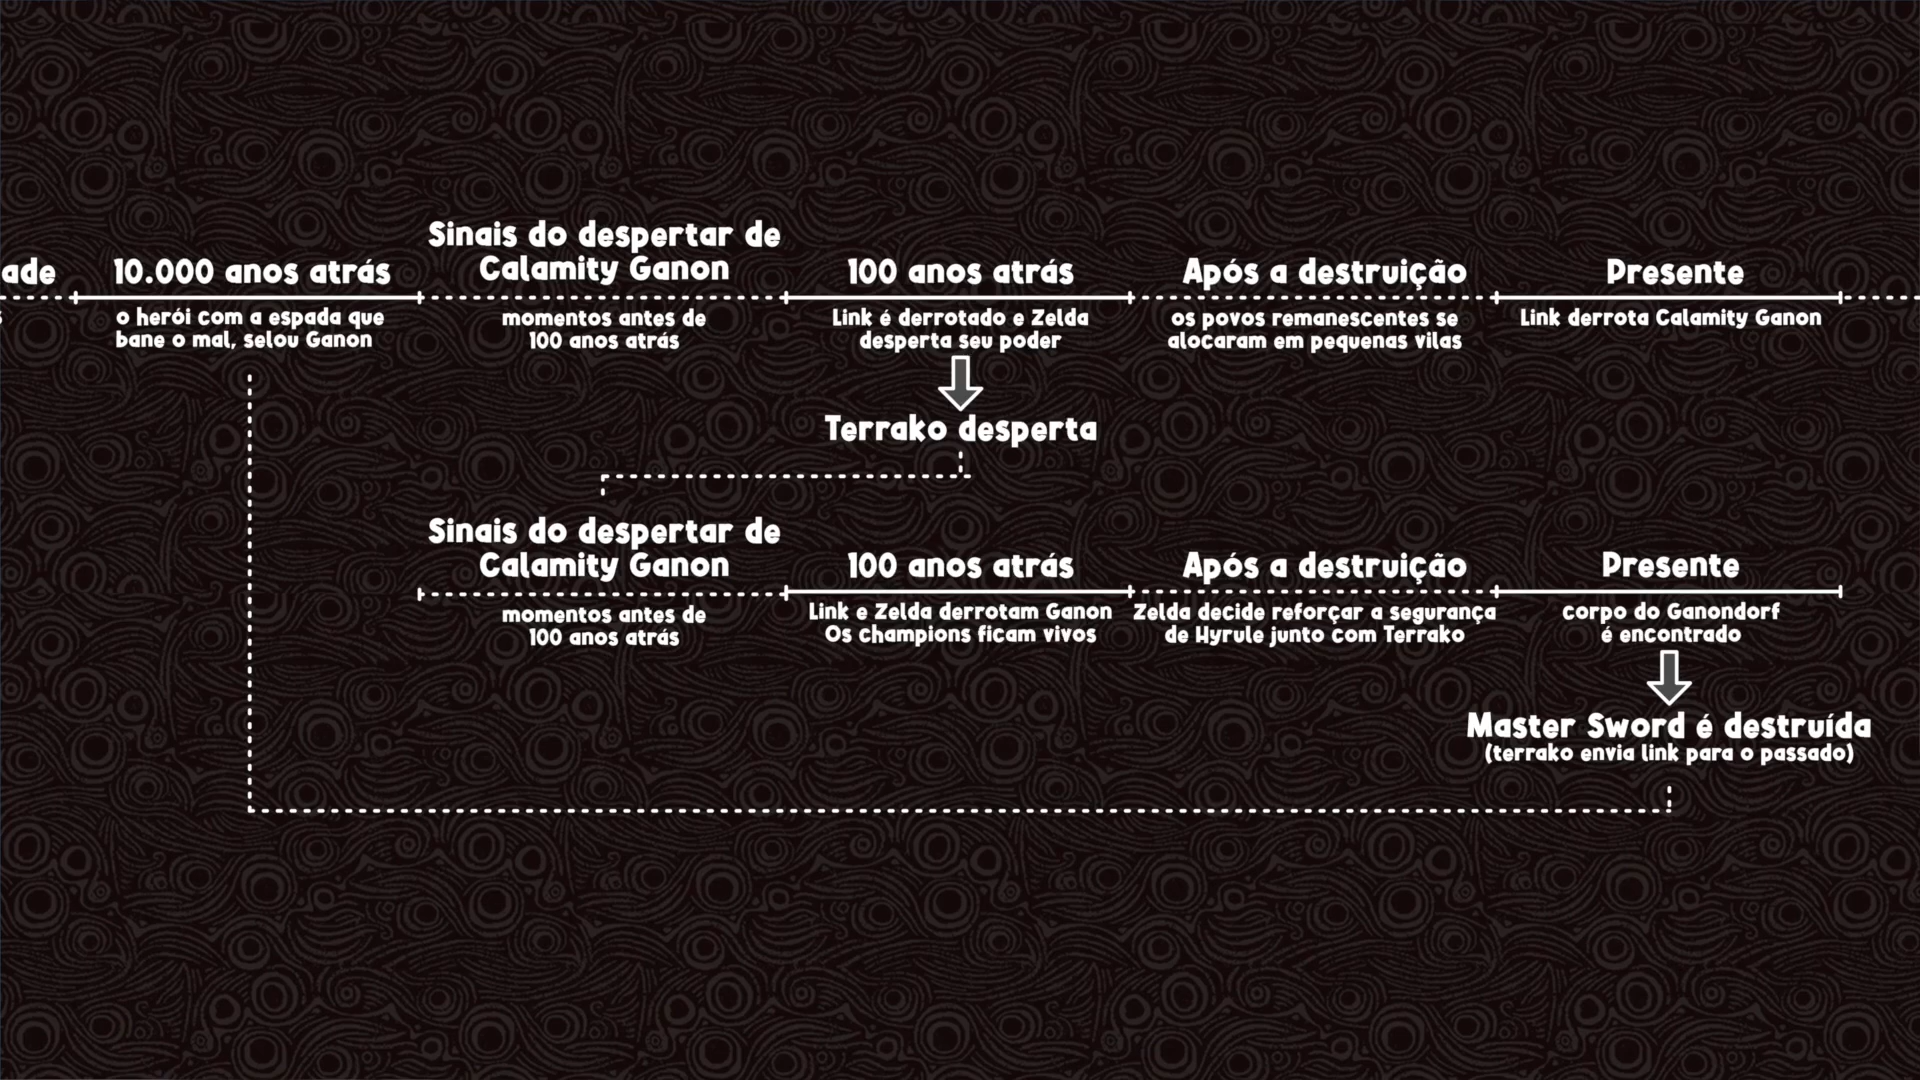 ade
10.000 anos atrás
o herói com a espada que
bane o mal, selou Ganon
Sinais do despertar de
Calamity Ganon
momentos antes de
100 anos atrás
100 anos atrás
Link é derrotado e Zelda
desperta seu poder
Após a destruição
os povos remanescentes se
alocaram em pequenas vilas
Presente
Link derrota Calamity Ganon
Terrako desperta
Sinais do despertar de
Calamity Ganon
momentos antes de
100 anos atrás
100 anos atrás
Link e Zelda derrotam Ganon
Os champions ficam vivos
Após a destruição
Zelda decide reforçar a segurança
de Hyrule junto com Terrako
Presente
corpo do Ganondorf
é encontrado
Master Sword é destruída
(terrako envia link para o passado)